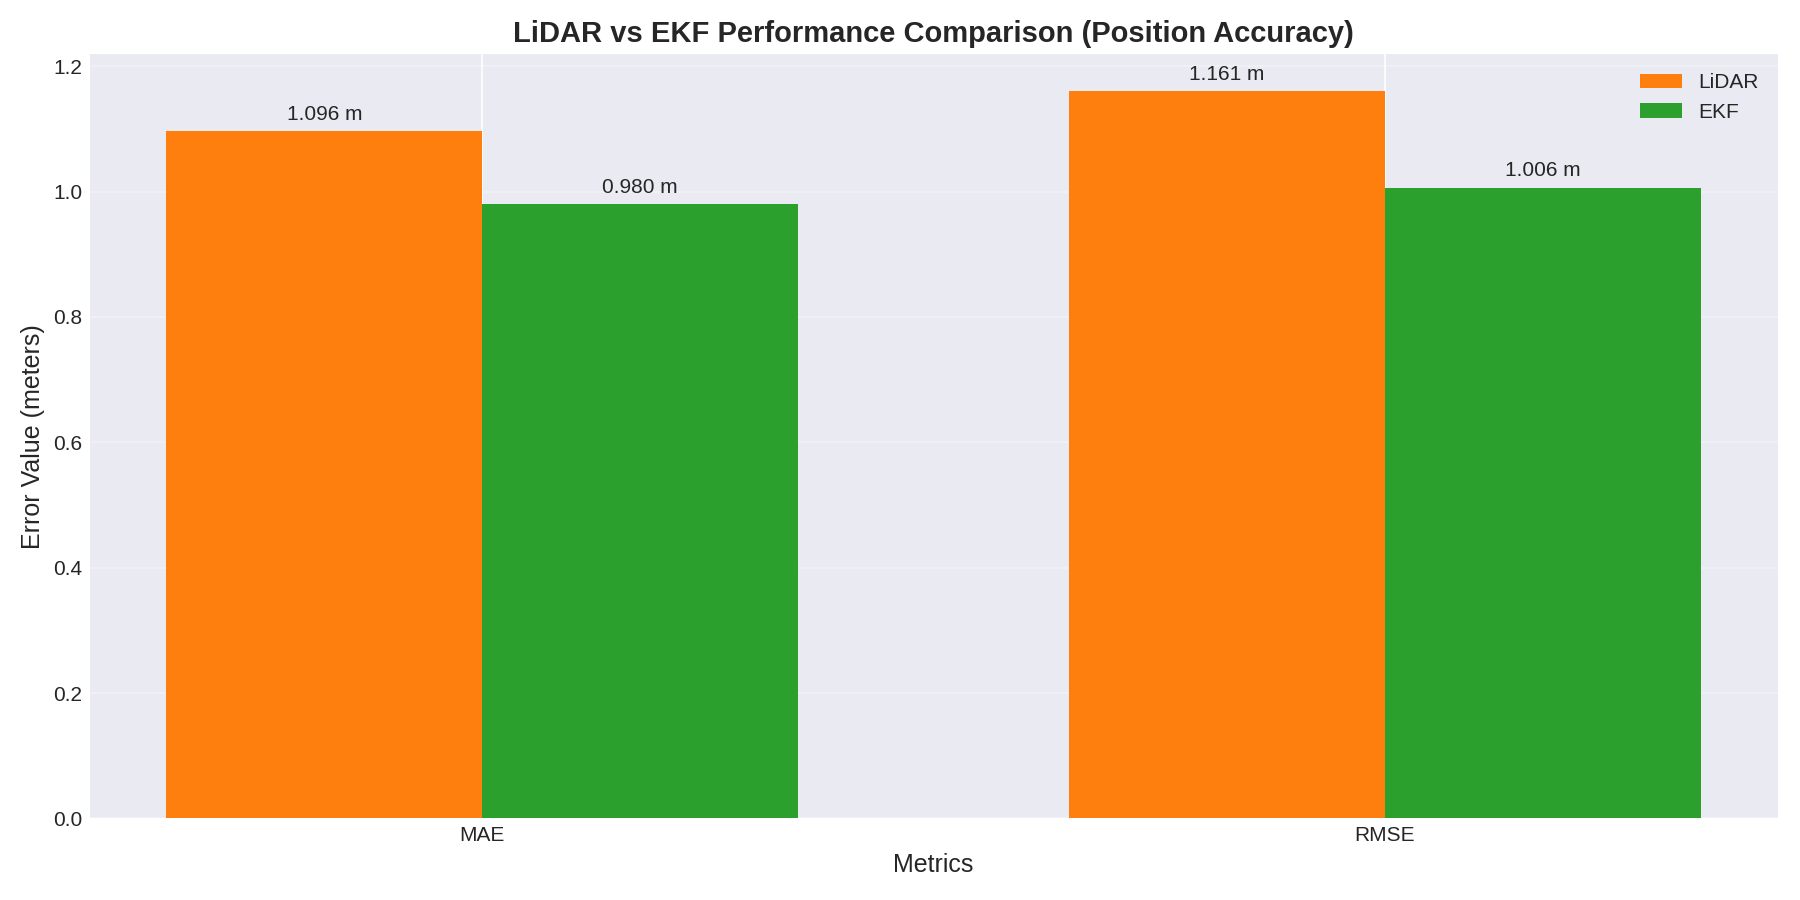 LiDAR vs EKF Performance Comparison (Position Accuracy)
Error Value (meters)
1.2
1.0
0.8
0.6
0.4
0.2
0.0
1.096 m
0.980 m
1.161 m
1.006 m
LiDAR
EKF
MAE
RMSE
Metrics